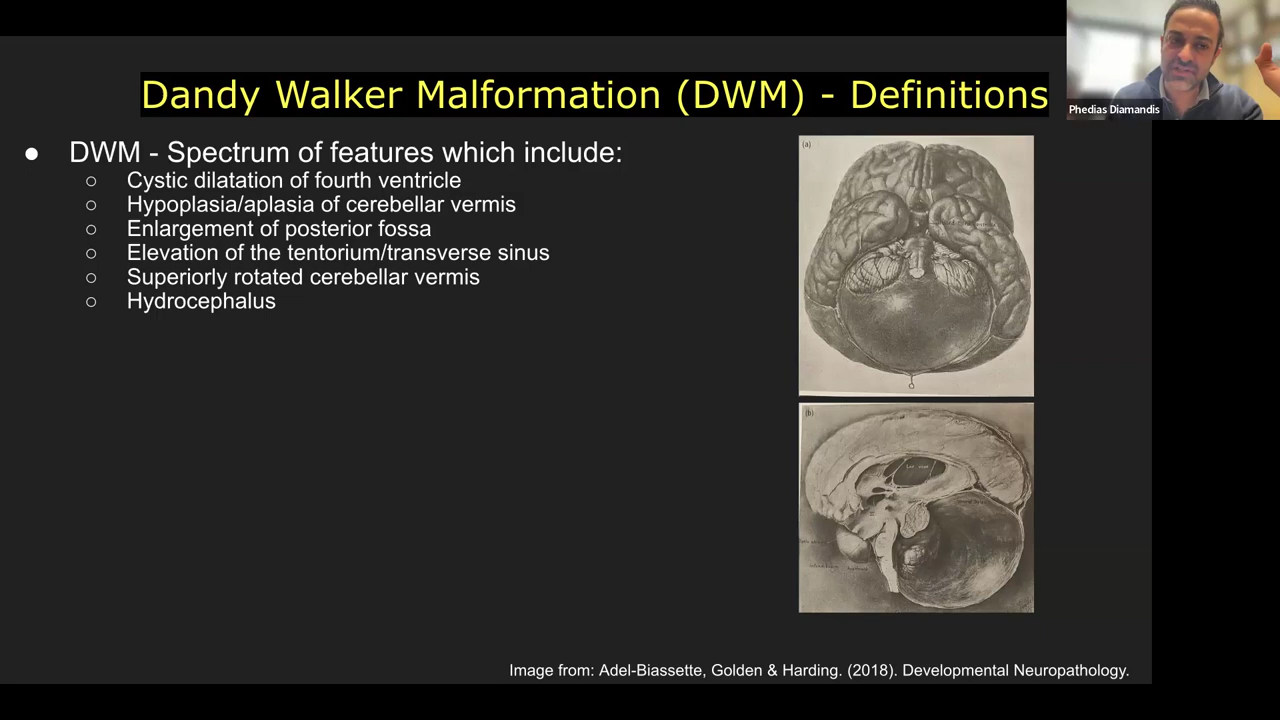 Dandy Walker Malformation (DWM) - Definitions
Phedias Diamandis
● DWM - Spectrum of features which include:
○ Cystic dilatation of fourth ventricle
○ Hypoplasia/aplasia of cerebellar vermis
○ Enlargement of posterior fossa
○ Elevation of the tentorium/transverse sinus
○ Superiorly rotated cerebellar vermis
○ Hydrocephalus
(a)
(b)
Image from: Adel-Biassette, Golden & Harding. (2018). Developmental Neuropathology.